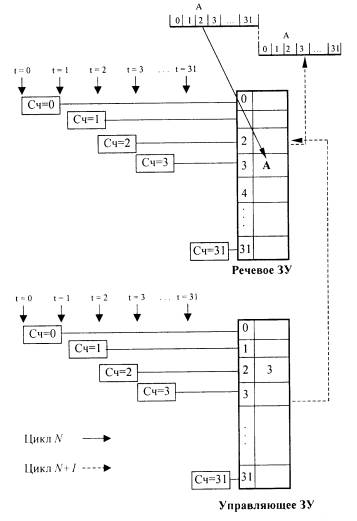 A
0 1 2 3 ... 31
A
0 1 2 3 ... 31
t = 0 t = 1 t = 2 t = 3 . . . t = 31
Сч=0
Сч=1
Сч=2
Сч=3
Сч=31
0
2
3 А
4
.
.
.
31
Речевое ЗУ
t = 0 t = 1 t = 2 t = 3 ... t = 31
Сч=0
Сч=1
Сч=2
Сч=3
Сч=31
0
1
2 3
3
.
.
.
31
Цикл N
Цикл N+1
Управляющее ЗУ